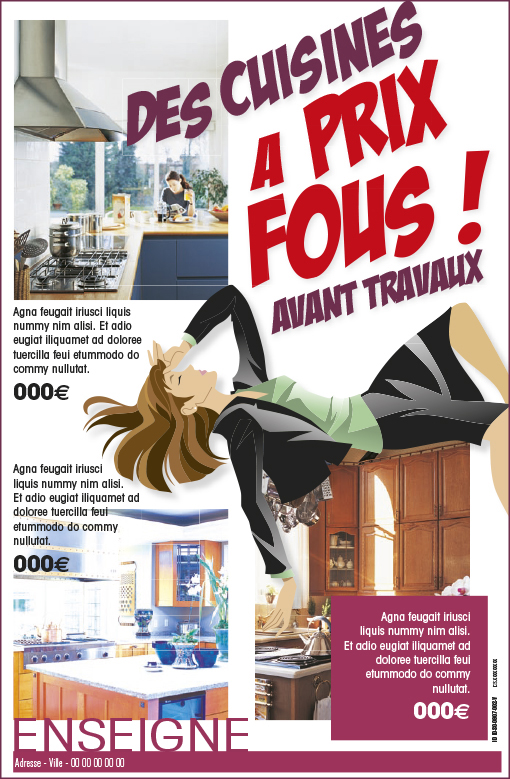 DES CUISINES
A PRIX
FOUS !
AVANT TRAVAUX
Agna feugait iriusci liquis
nummy nim alisi. Et adio
eugiat iliquamet ad doloree
tuercilla feui etummodo do
commy nullutat.
000€
Agna feugait iriusci
liquis nummy nim alisi.
Et adio eugiat iliquamet ad
doloree tuercilla feui
etummodo do commy
nullutat.
000€
Agna feugait iriusci
liquis nummy nim alisi.
Et adio eugiat iliquamet ad
doloree tuercilla feui
etummodo do commy
nullutat.
000€
ENSEIGNE
Adresse - Ville - 00 00 00 00 00